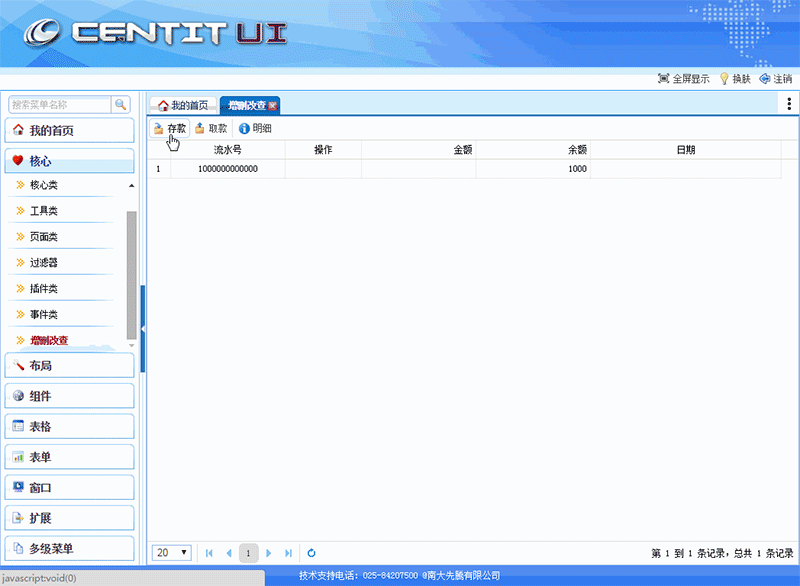 CENTIT UI
全屏显示 换肤 注销
搜索菜单名称
我的首页
核心
核心类
工具类
页面类
过滤器
插件类
事件类
增删改查
布局
组件
表格
表单
窗口
扩展
多级菜单
我的首页 增删改查
存款 取款 明细
流水号 操作 金额 余额 日期
1 1000000000000 1000
20 1 第 1 到 1 条记录，总共 1 条记录
技术支持电话：025-84207500 @南大先腾有限公司
javascript:void(0)